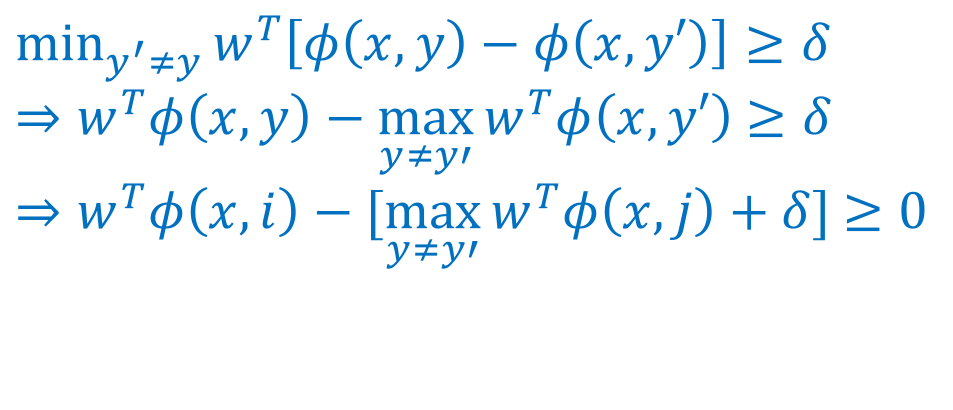 min_{y′≠y} w^T[ϕ(x, y) − ϕ(x, y′)] ≥ δ
⇒ w^T ϕ(x, y) − max_{y≠y′} w^T ϕ(x, y′) ≥ δ
⇒ w^T ϕ(x, i) − [max_{y≠y′} w^T ϕ(x, j) + δ] ≥ 0